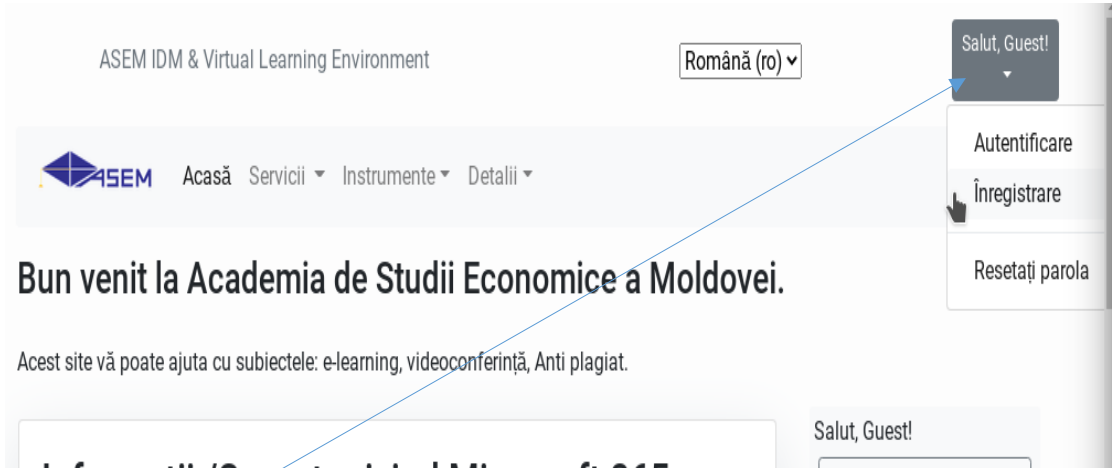 ASEM IDM & Virtual Learning Environment
Română (ro)
Salut, Guest!
Autentificare
Înregistrare
Resetați parola
ASEM
Acasă Servicii Instrumente Detalii
Bun venit la Academia de Studii Economice a Moldovei.
Acest site vă poate ajuta cu subiectele: e-learning, videoconferință, Anti plagiat.
Salut, Guest!